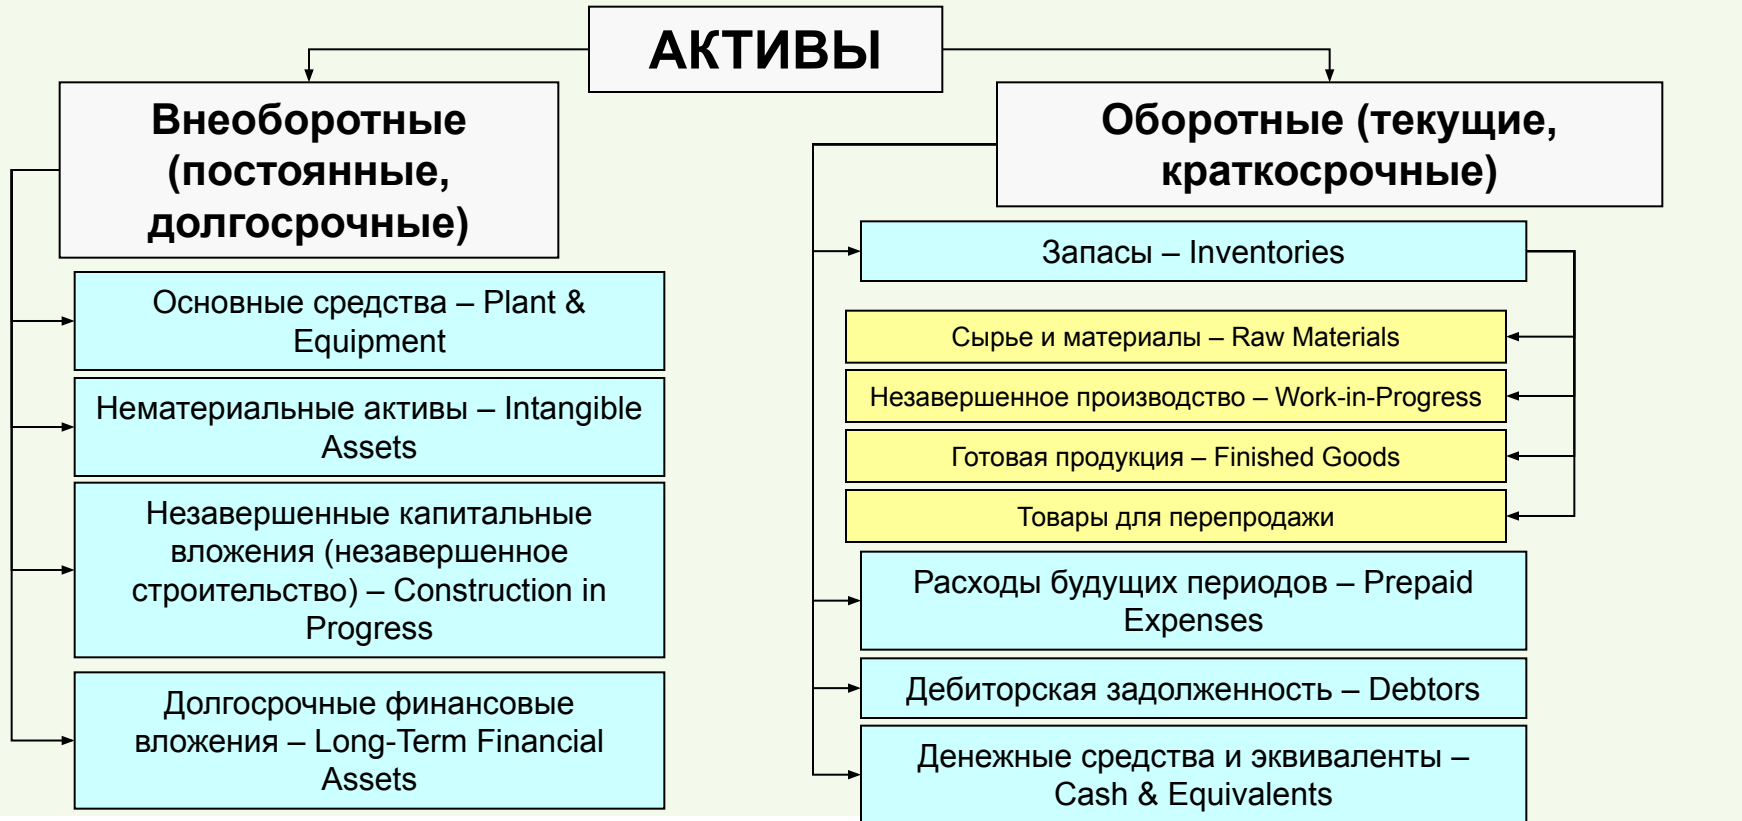 АКТИВЫ
Внеоборотные
(постоянные,
долгосрочные)
Основные средства – Plant &
Equipment
Нематериальные активы – Intangible
Assets
Незавершенные капитальные
вложения (незавершенное
строительство) – Construction in
Progress
Долгосрочные финансовые
вложения – Long-Term Financial
Assets
Оборотные (текущие,
краткосрочные)
Запасы – Inventories
Сырье и материалы – Raw Materials
Незавершенное производство – Work-in-Progress
Готовая продукция – Finished Goods
Товары для перепродажи
Расходы будущих периодов – Prepaid
Expenses
Дебиторская задолженность – Debtors
Денежные средства и эквиваленты –
Cash & Equivalents